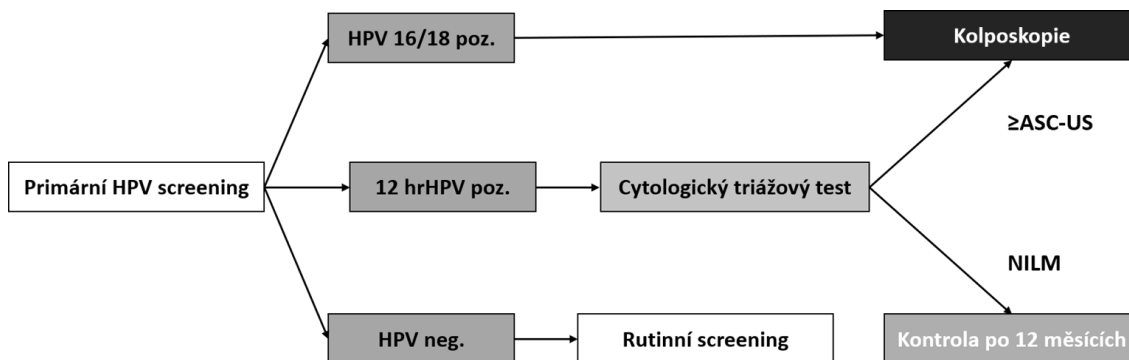 HPV 16/18 poz.
Kolposkopie
≥ASC-US
Primární HPV screening
12 hrHPV poz.
Cytologický triážový test
NILM
HPV neg.
Rutinní screening
Kontrola po 12 měsících